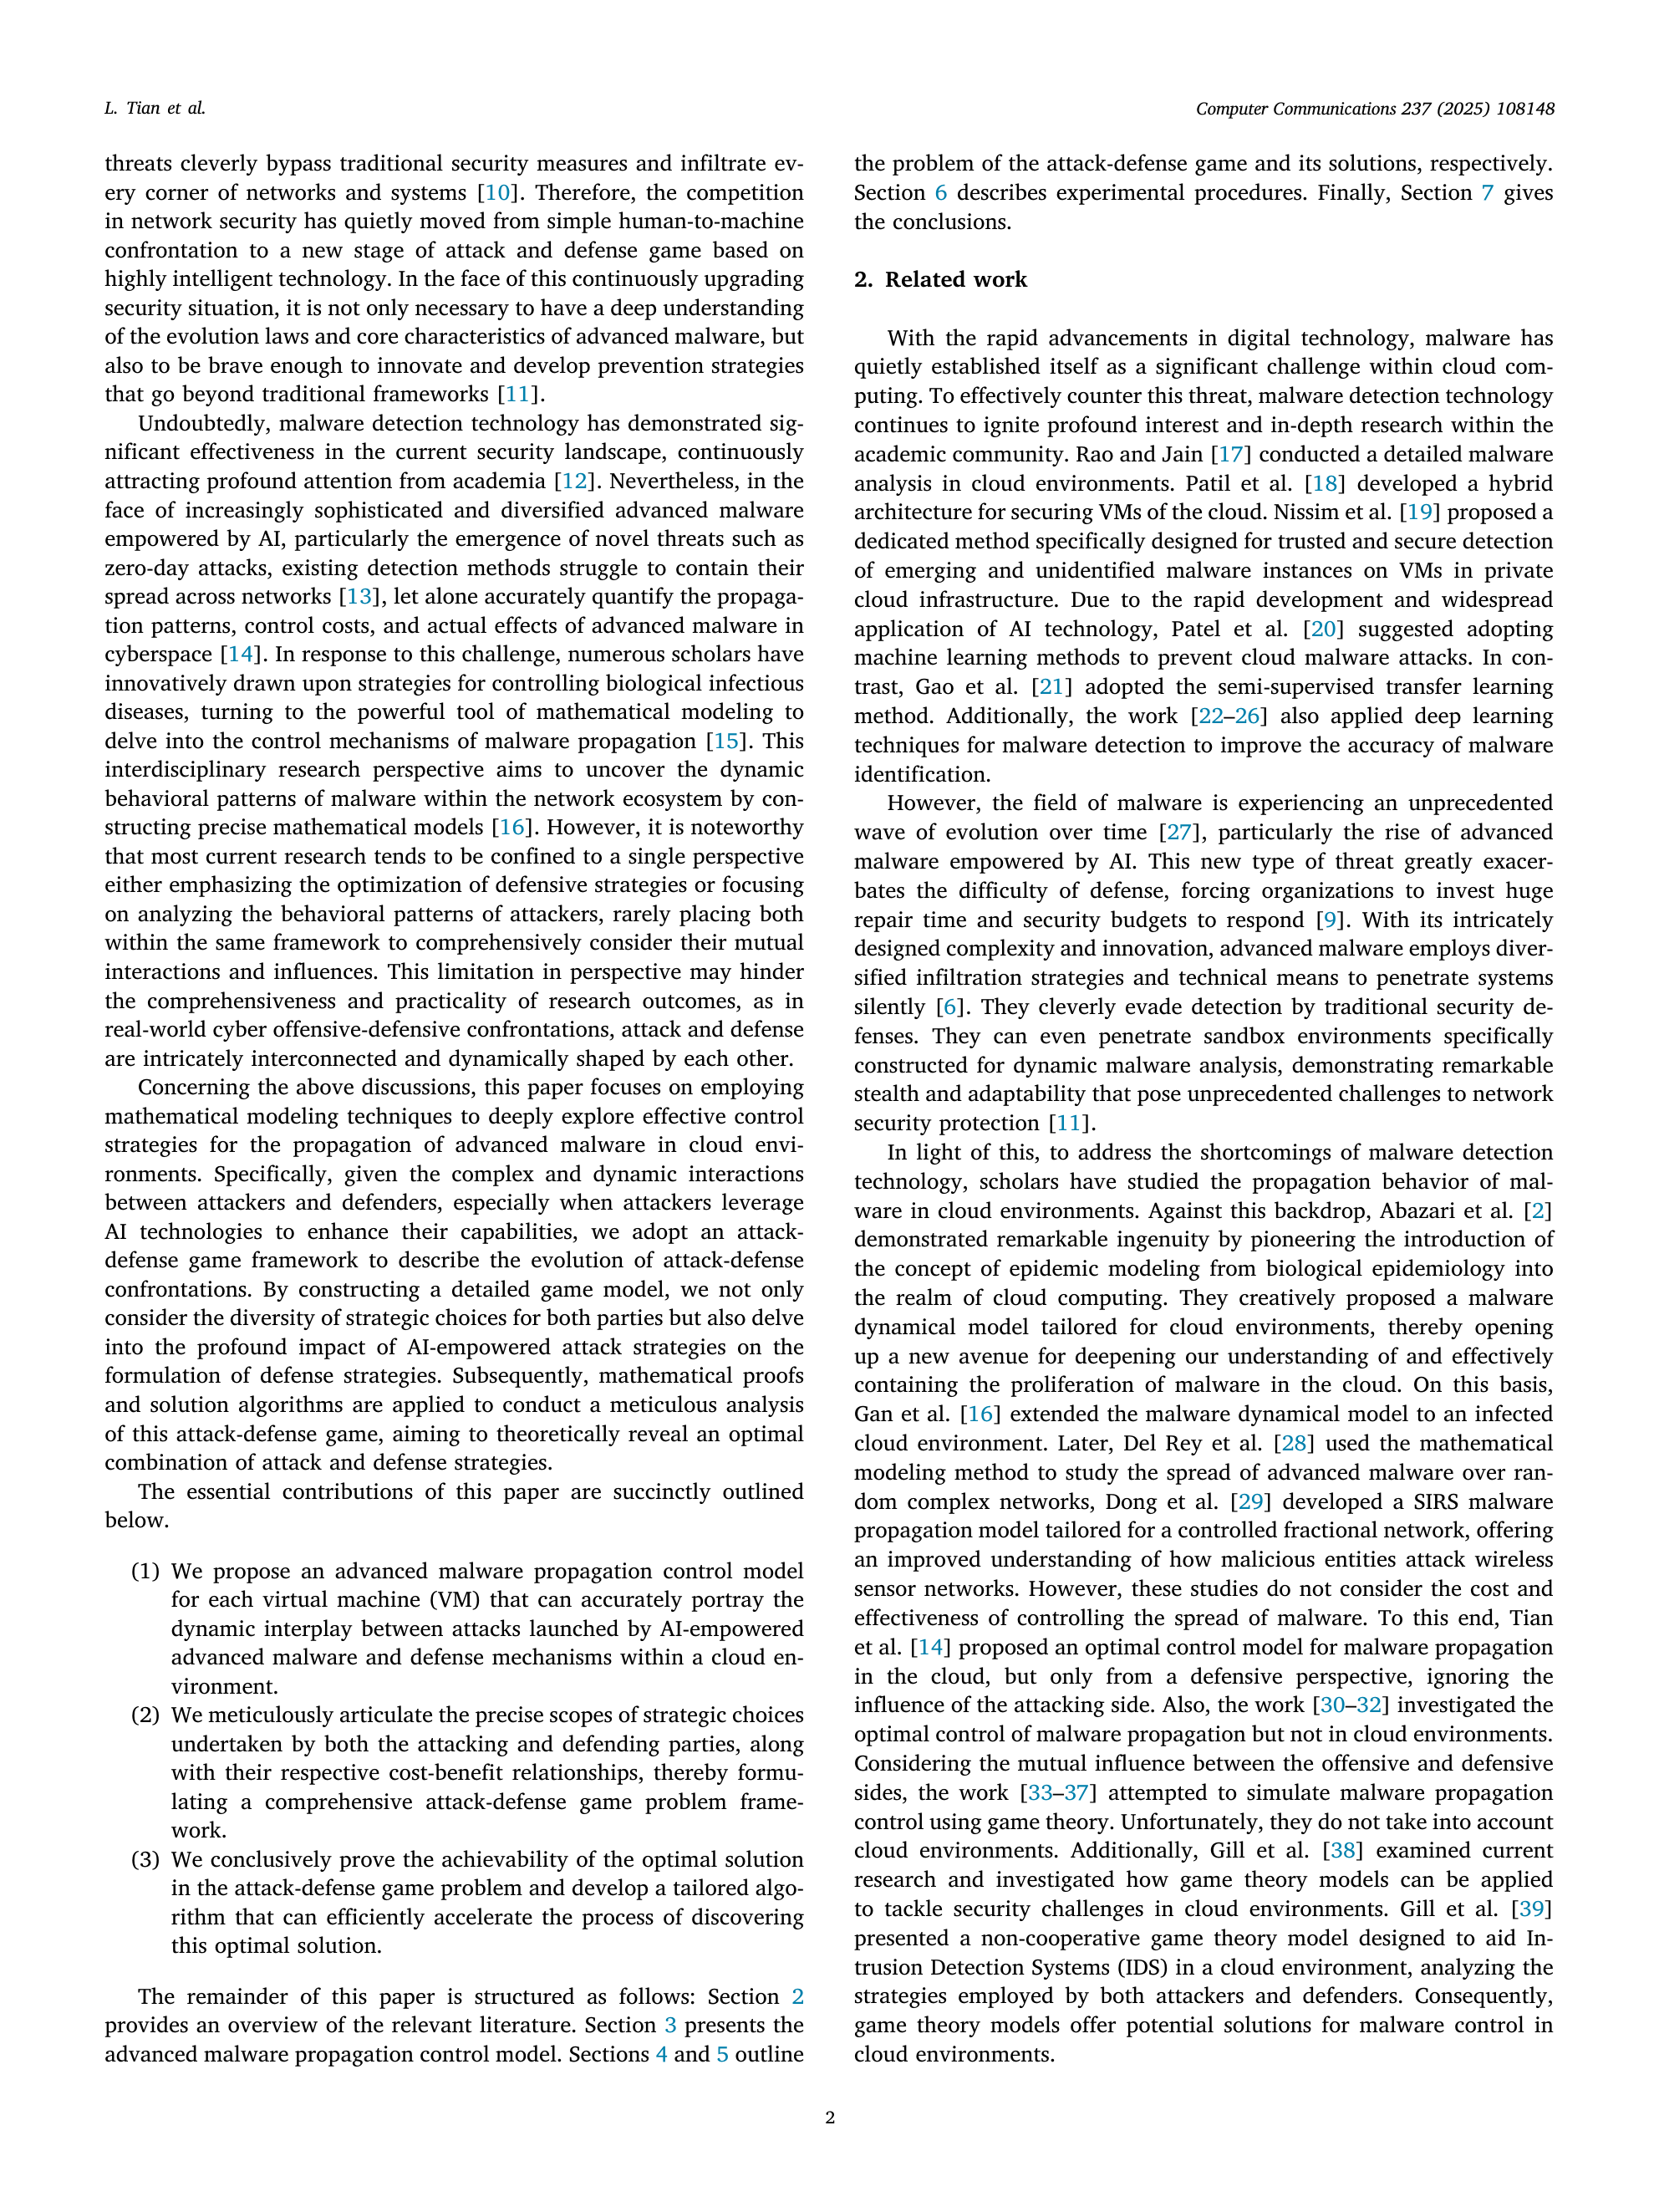 L. Tian et al.
Computer Communications 237 (2025) 108148
threats cleverly bypass traditional security measures and infiltrate ev-
ery corner of networks and systems [10]. Therefore, the competition
in network security has quietly moved from simple human-to-machine
confrontation to a new stage of attack and defense game based on
highly intelligent technology. In the face of this continuously upgrading
security situation, it is not only necessary to have a deep understanding
of the evolution laws and core characteristics of advanced malware, but
also to be brave enough to innovate and develop prevention strategies
that go beyond traditional frameworks [11].
Undoubtedly, malware detection technology has demonstrated sig-
nificant effectiveness in the current security landscape, continuously
attracting profound attention from academia [12]. Nevertheless, in the
face of increasingly sophisticated and diversified advanced malware
empowered by AI, particularly the emergence of novel threats such as
zero-day attacks, existing detection methods struggle to contain their
spread across networks [13], let alone accurately quantify the propaga-
tion patterns, control costs, and actual effects of advanced malware in
cyberspace [14]. In response to this challenge, numerous scholars have
innovatively drawn upon strategies for controlling biological infectious
diseases, turning to the powerful tool of mathematical modeling to
delve into the control mechanisms of malware propagation [15]. This
interdisciplinary research perspective aims to uncover the dynamic
behavioral patterns of malware within the network ecosystem by con-
structing precise mathematical models [16]. However, it is noteworthy
that most current research tends to be confined to a single perspective
either emphasizing the optimization of defensive strategies or focusing
on analyzing the behavioral patterns of attackers, rarely placing both
within the same framework to comprehensively consider their mutual
interactions and influences. This limitation in perspective may hinder
the comprehensiveness and practicality of research outcomes, as in
real-world cyber offensive-defensive confrontations, attack and defense
are intricately interconnected and dynamically shaped by each other.
Concerning the above discussions, this paper focuses on employing
mathematical modeling techniques to deeply explore effective control
strategies for the propagation of advanced malware in cloud envi-
ronments. Specifically, given the complex and dynamic interactions
between attackers and defenders, especially when attackers leverage
AI technologies to enhance their capabilities, we adopt an attack-
defense game framework to describe the evolution of attack-defense
confrontations. By constructing a detailed game model, we not only
consider the diversity of strategic choices for both parties but also delve
into the profound impact of AI-empowered attack strategies on the
formulation of defense strategies. Subsequently, mathematical proofs
and solution algorithms are applied to conduct a meticulous analysis
of this attack-defense game, aiming to theoretically reveal an optimal
combination of attack and defense strategies.
The essential contributions of this paper are succinctly outlined
below.
(1) We propose an advanced malware propagation control model
for each virtual machine (VM) that can accurately portray the
dynamic interplay between attacks launched by AI-empowered
advanced malware and defense mechanisms within a cloud en-
vironment.
(2) We meticulously articulate the precise scopes of strategic choices
undertaken by both the attacking and defending parties, along
with their respective cost-benefit relationships, thereby formu-
lating a comprehensive attack-defense game problem frame-
work.
(3) We conclusively prove the achievability of the optimal solution
in the attack-defense game problem and develop a tailored algo-
rithm that can efficiently accelerate the process of discovering
this optimal solution.
The remainder of this paper is structured as follows: Section 2
provides an overview of the relevant literature. Section 3 presents the
advanced malware propagation control model. Sections 4 and 5 outline
the problem of the attack-defense game and its solutions, respectively.
Section 6 describes experimental procedures. Finally, Section 7 gives
the conclusions.
2. Related work
With the rapid advancements in digital technology, malware has
quietly established itself as a significant challenge within cloud com-
puting. To effectively counter this threat, malware detection technology
continues to ignite profound interest and in-depth research within the
academic community. Rao and Jain [17] conducted a detailed malware
analysis in cloud environments. Patil et al. [18] developed a hybrid
architecture for securing VMs of the cloud. Nissim et al. [19] proposed a
dedicated method specifically designed for trusted and secure detection
of emerging and unidentified malware instances on VMs in private
cloud infrastructure. Due to the rapid development and widespread
application of AI technology, Patel et al. [20] suggested adopting
machine learning methods to prevent cloud malware attacks. In con-
trast, Gao et al. [21] adopted the semi-supervised transfer learning
method. Additionally, the work [22–26] also applied deep learning
techniques for malware detection to improve the accuracy of malware
identification.
However, the field of malware is experiencing an unprecedented
wave of evolution over time [27], particularly the rise of advanced
malware empowered by AI. This new type of threat greatly exacer-
bates the difficulty of defense, forcing organizations to invest huge
repair time and security budgets to respond [9]. With its intricately
designed complexity and innovation, advanced malware employs diver-
sified infiltration strategies and technical means to penetrate systems
silently [6]. They cleverly evade detection by traditional security de-
fenses. They can even penetrate sandbox environments specifically
constructed for dynamic malware analysis, demonstrating remarkable
stealth and adaptability that pose unprecedented challenges to network
security protection [11].
In light of this, to address the shortcomings of malware detection
technology, scholars have studied the propagation behavior of mal-
ware in cloud environments. Against this backdrop, Abazari et al. [2]
demonstrated remarkable ingenuity by pioneering the introduction of
the concept of epidemic modeling from biological epidemiology into
the realm of cloud computing. They creatively proposed a malware
dynamical model tailored for cloud environments, thereby opening
up a new avenue for deepening our understanding of and effectively
containing the proliferation of malware in the cloud. On this basis,
Gan et al. [16] extended the malware dynamical model to an infected
cloud environment. Later, Del Rey et al. [28] used the mathematical
modeling method to study the spread of advanced malware over ran-
dom complex networks, Dong et al. [29] developed a SIRS malware
propagation model tailored for a controlled fractional network, offering
an improved understanding of how malicious entities attack wireless
sensor networks. However, these studies do not consider the cost and
effectiveness of controlling the spread of malware. To this end, Tian
et al. [14] proposed an optimal control model for malware propagation
in the cloud, but only from a defensive perspective, ignoring the
influence of the attacking side. Also, the work [30–32] investigated the
optimal control of malware propagation but not in cloud environments.
Considering the mutual influence between the offensive and defensive
sides, the work [33–37] attempted to simulate malware propagation
control using game theory. Unfortunately, they do not take into account
cloud environments. Additionally, Gill et al. [38] examined current
research and investigated how game theory models can be applied
to tackle security challenges in cloud environments. Gill et al. [39]
presented a non-cooperative game theory model designed to aid In-
trusion Detection Systems (IDS) in a cloud environment, analyzing the
strategies employed by both attackers and defenders. Consequently,
game theory models offer potential solutions for malware control in
cloud environments.
2